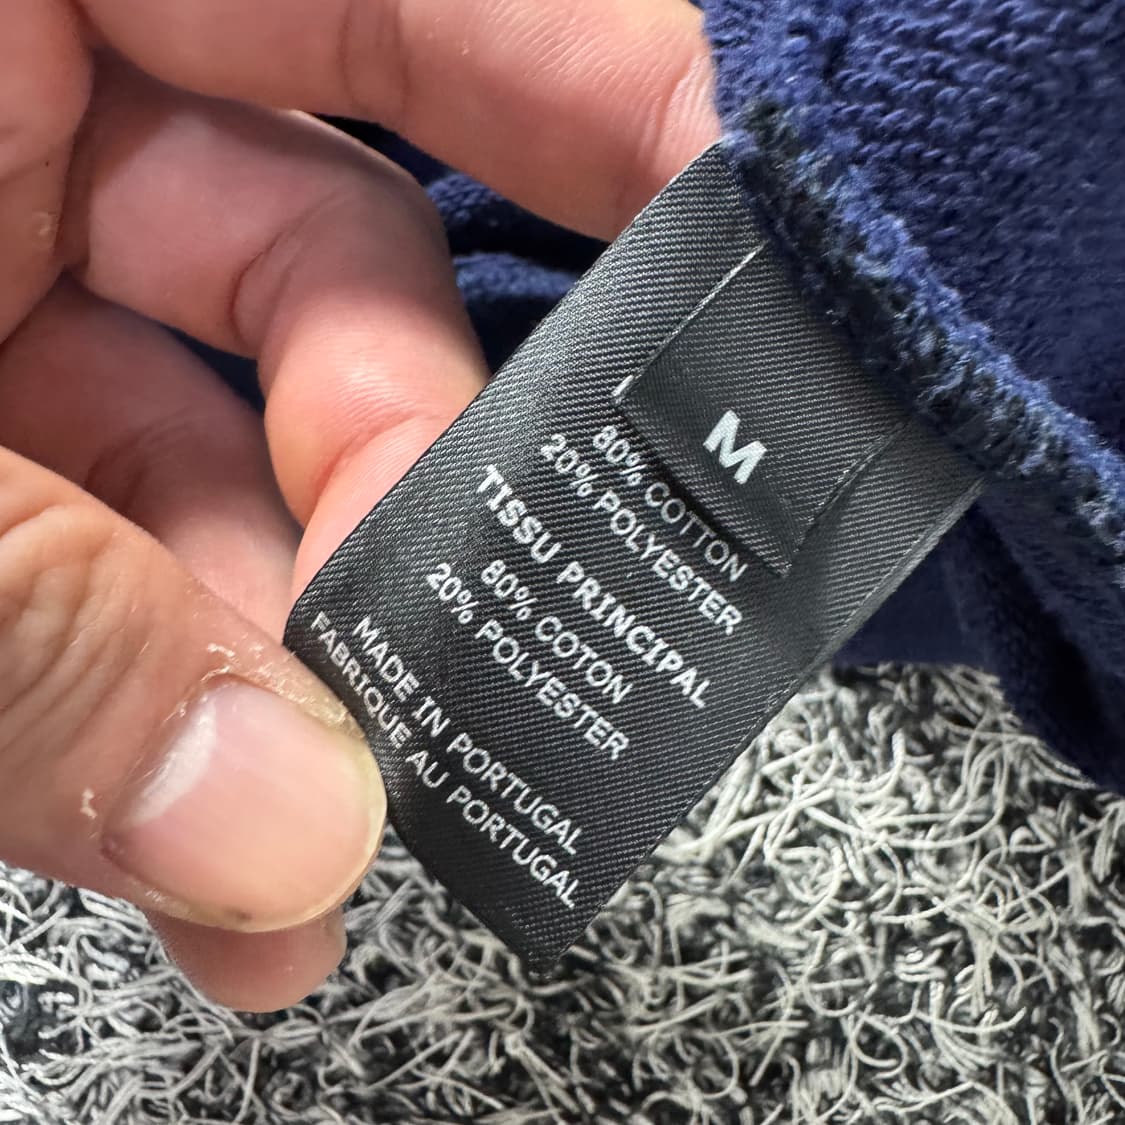 M
80% COTTON
20% POLYESTER
TISSU PRINCIPAL
80% COTON
20% POLYESTER
MADE IN PORTUGAL
FABRIQUE AU PORTUGAL